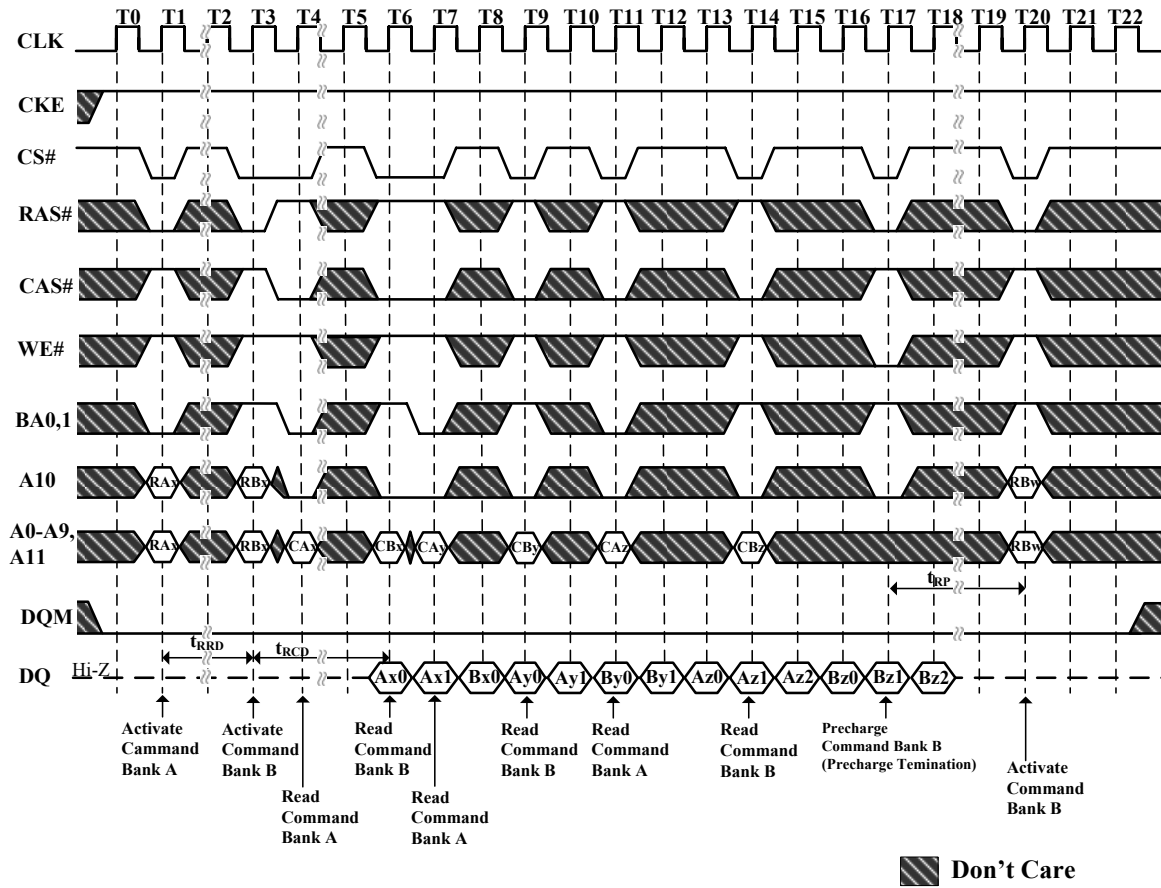 T0 T1 T2 T3 T4 T5 T6 T7 T8 T9 T10 T11 T12 T13 T14 T15 T16 T17 T18 T19 T20 T21 T22
CLK
CKE
CS#
RAS#
CAS#
WE#
BA0,1
A10
RAx RBx RBw
A0-A9,
A11
RAx RBx CAx CBx CAy CBy CAz CBz RBw
tRP
DQM
tRRD tRCD
DQ Hi-Z Ax0 Ax1 Bx0 Ay0 Ay1 By0 By1 Az0 Az1 Az2 Bz0 Bz1 Bz2
Activate
Cammand
Bank A
Activate
Command
Bank B
Read
Command
Bank B
Read
Command
Bank B
Read
Command
Bank A
Read
Command
Bank B
Precharge
Command Bank B
(Precharge Temination)
Activate
Command
Bank B
Read
Command
Bank A
Read
Command
Bank A
Don't Care